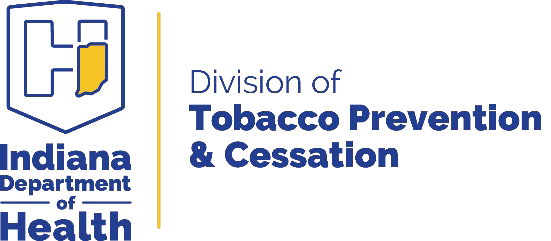 Indiana
Department
of
Health
Division of
Tobacco Prevention
& Cessation